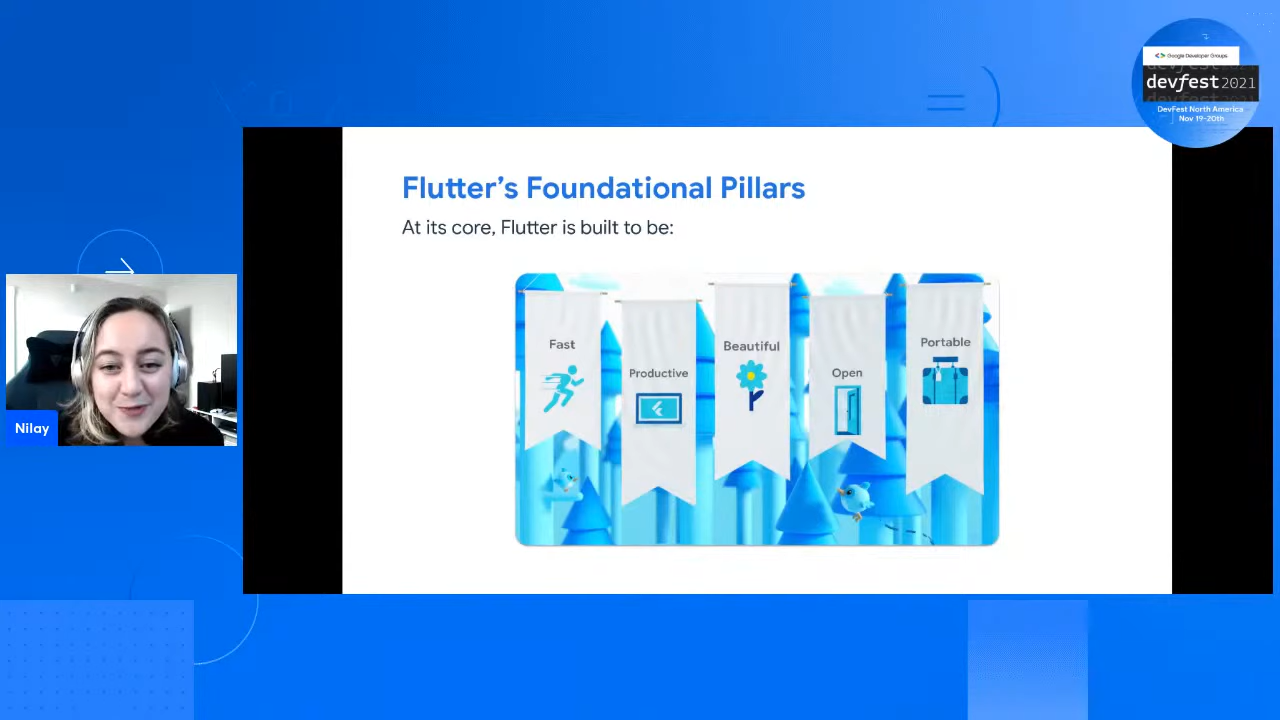 Google Developer Groups
devfest 2021
DevFest North America
Nov 19-20th
Flutter's Foundational Pillars
At its core, Flutter is built to be:
Fast
Productive
Beautiful
Open
Portable
Nilay